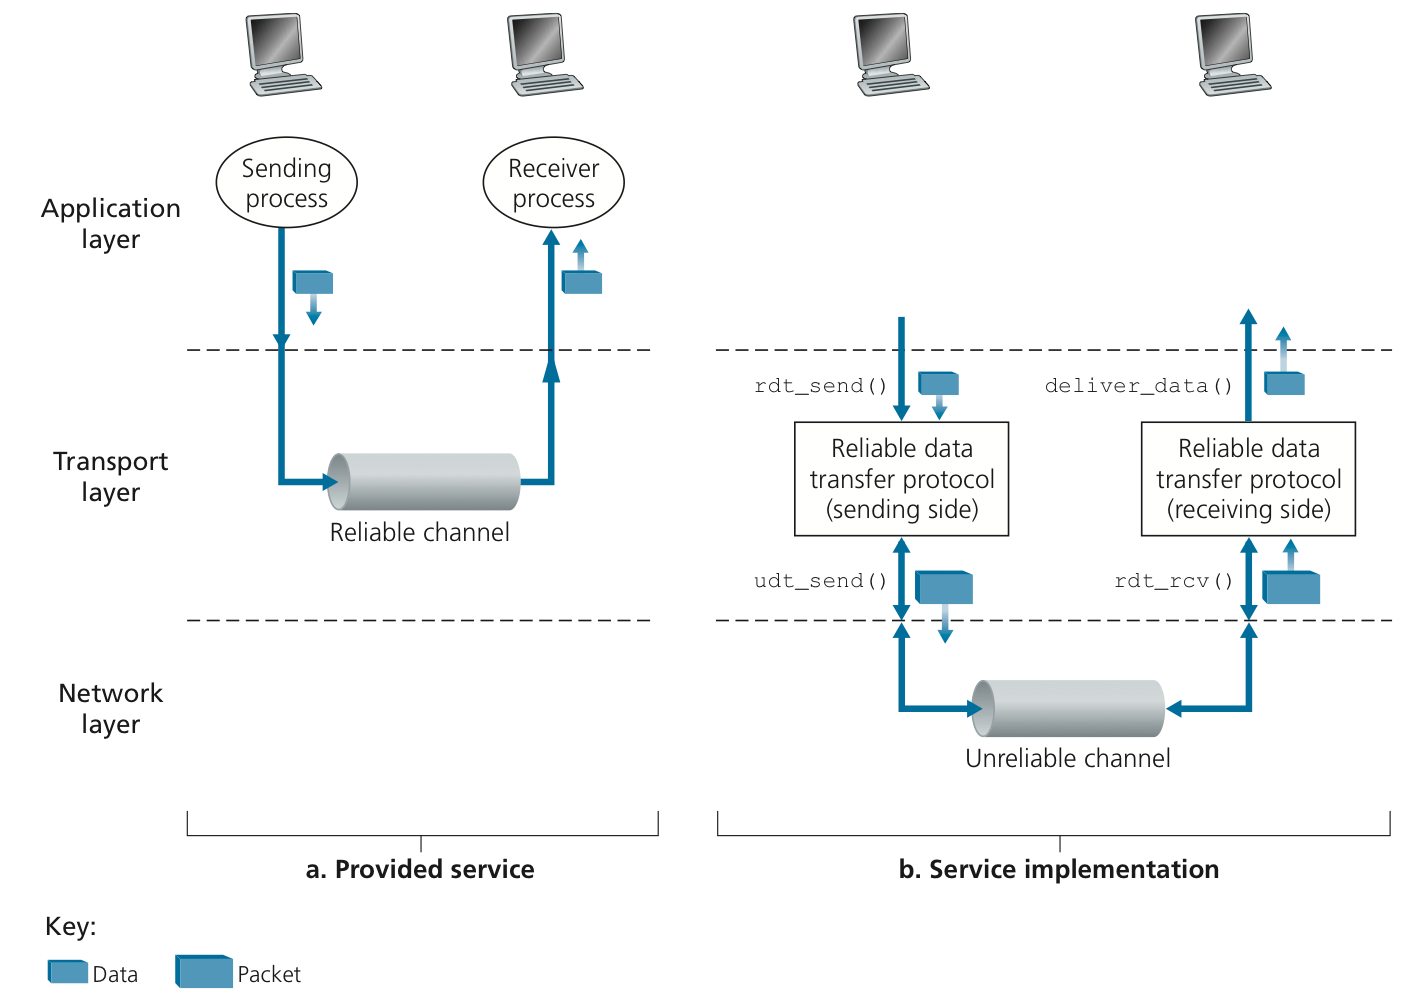 Sending
process
Receiver
process
Application
layer
rdt_send()
deliver_data()
Transport
layer
Reliable channel
Reliable data
transfer protocol
(sending side)
Reliable data
transfer protocol
(receiving side)
udt_send()
rdt_rcv()
Network
layer
Unreliable channel
a. Provided service
b. Service implementation
Key:
Data
Packet